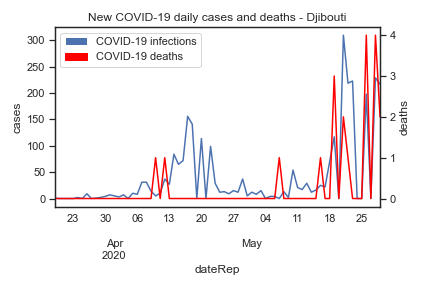 New COVID-19 daily cases and deaths - Djibouti
COVID-19 infections
COVID-19 deaths
300
250
200
150
100
50
0
cases
4
3
2
1
0
deaths
23 30 06 13 20 27 04 11 18 25
Apr May
2020
dateRep